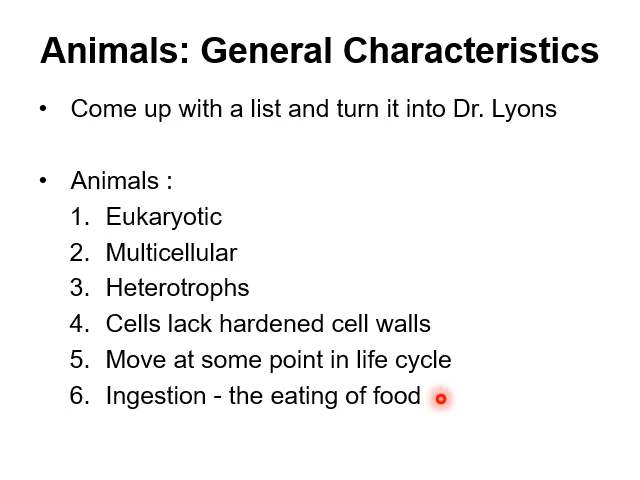 Animals: General Characteristics
• Come up with a list and turn it into Dr. Lyons
• Animals :
1. Eukaryotic
2. Multicellular
3. Heterotrophs
4. Cells lack hardened cell walls
5. Move at some point in life cycle
6. Ingestion - the eating of food